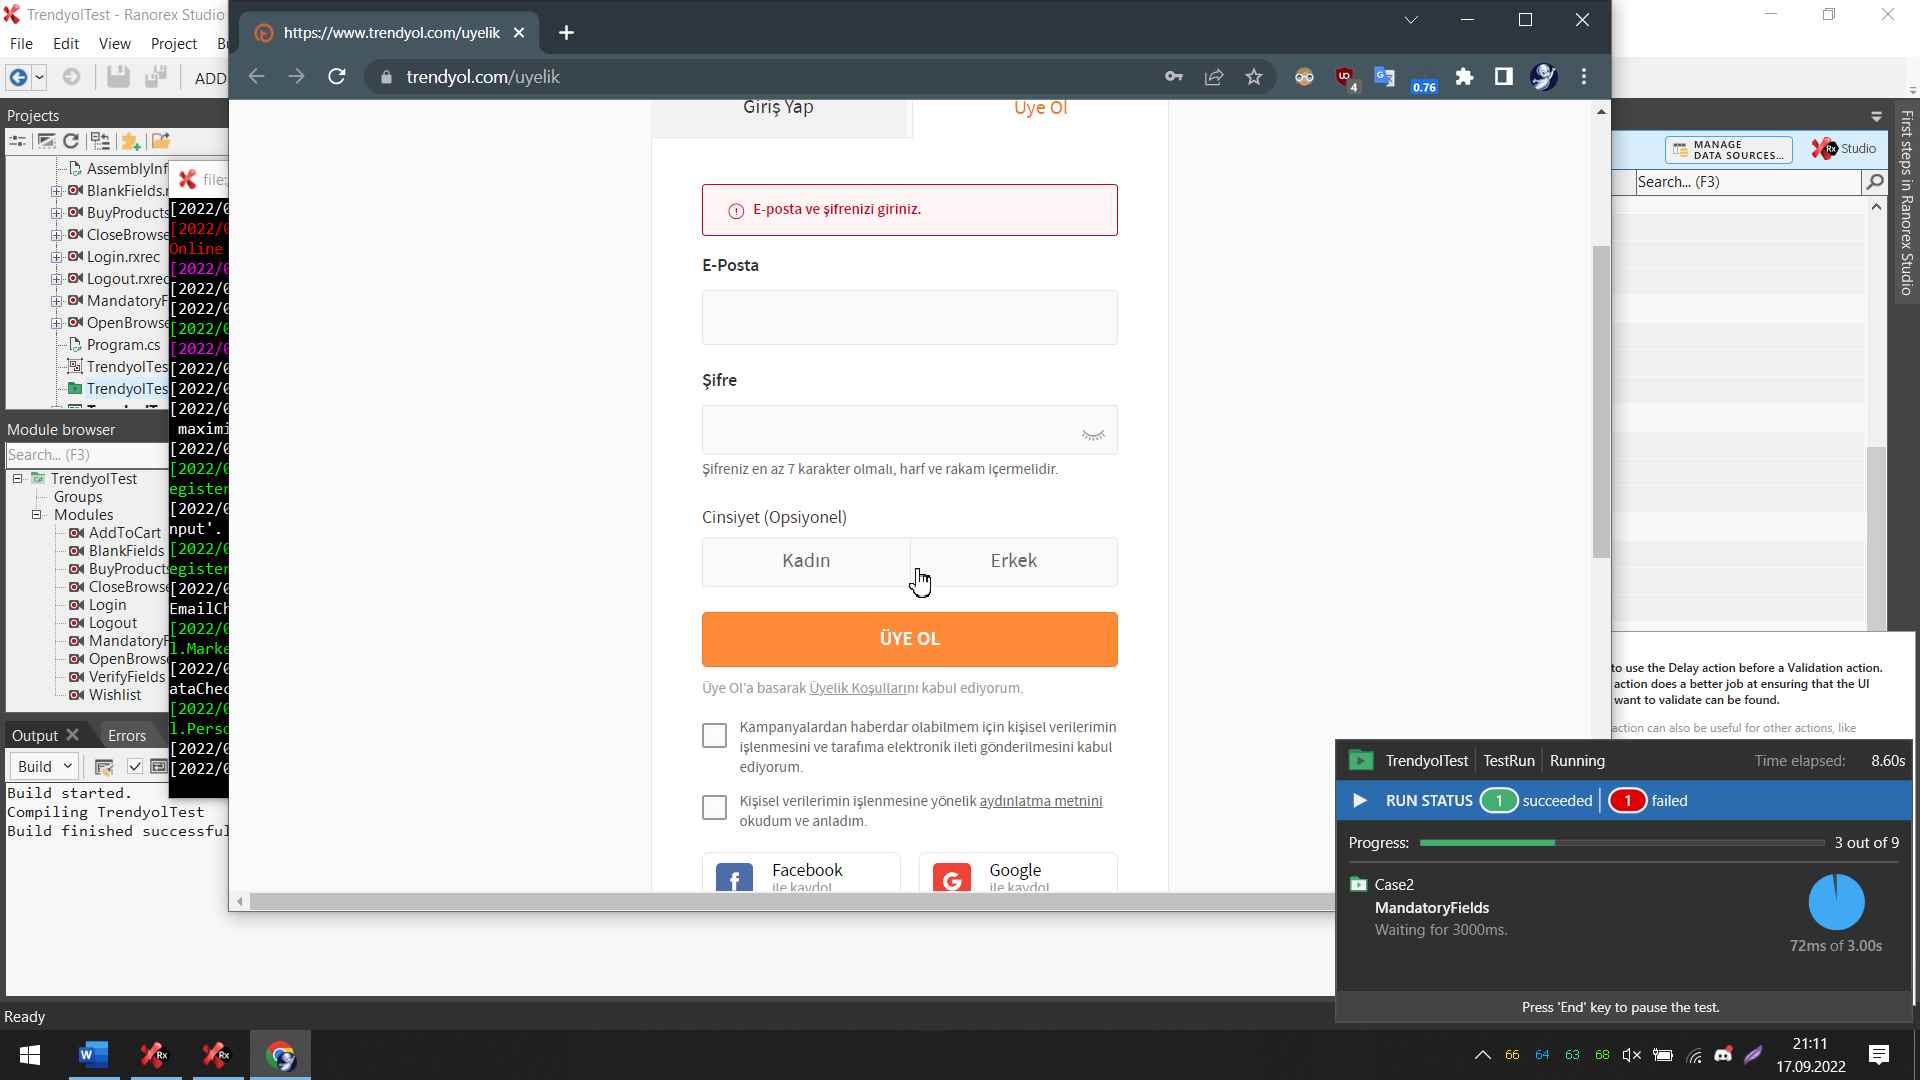 TrendyolTest - Ranorex Studio
File Edit View Project
ADD
https://www.trendyol.com/uyelik
trendyol.com/uyelik
4
0.76
Projects
AssemblyInf
BlankFields.r
BuyProducts
CloseBrowse
Login.rxrec
Logout.rxrec
MandatoryF
OpenBrowse
Program.cs
TrendyolTest
TrendyolTes
Module browser
Search... (F3)
TrendyolTest
Groups
Modules
AddToCart
BlankFields
BuyProducts
CloseBrowse
Login
Logout
MandatoryF
OpenBrowse
VerifyFields
Wishlist
Output
Errors
Build
Build started.
Compiling TrendyolTest
Build finished successful
Ready
file:
[2022/0
[2022/0
Online
[2022/0
[2022/0
[2022/0
[2022/0
[2022/0
[2022/0
[2022/0
[2022/0
maximi
[2022/0
[2022/0
egister
[2022/0
nput'.
[2022/0
egister
[2022/0
EmailCh
[2022/0
l.Marke
[2022/0
ataChec
[2022/0
l.Perso
[2022/0
[2022/0
Giriş Yap
Üye Ol
E-posta ve şifrenizi giriniz.
E-Posta
Şifre
Şifreniz en az 7 karakter olmalı, harf ve rakam içermelidir.
Cinsiyet (Opsiyonel)
Kadın
Erkek
ÜYE OL
Üye Ol'a basarak Üyelik Koşullarını kabul ediyorum.
Kampanyalardan haberdar olabilmem için kişisel verilerimin
işlenmesini ve tarafıma elektronik ileti gönderilmesini kabul
ediyorum.
Kişisel verilerimin işlenmesine yönelik aydınlatma metnini
okudum ve anladım.
Facebook
ile kaydol
Google
ile kaydol
MANAGE
DATA SOURCES...
Rx Studio
Search... (F3)
First steps in Ranorex Studio
to use the Delay action before a Validation action.
action does a better job at ensuring that the UI
want to validate can be found.
action can also be useful for other actions, like
TrendyolTest TestRun Running
Time elapsed: 8.60s
RUN STATUS 1 succeeded 1 failed
Progress: 3 out of 9
Case2
MandatoryFields
Waiting for 3000ms.
72ms of 3.00s
Press 'End' key to pause the test.
66 64 63 68
21:11
17.09.2022